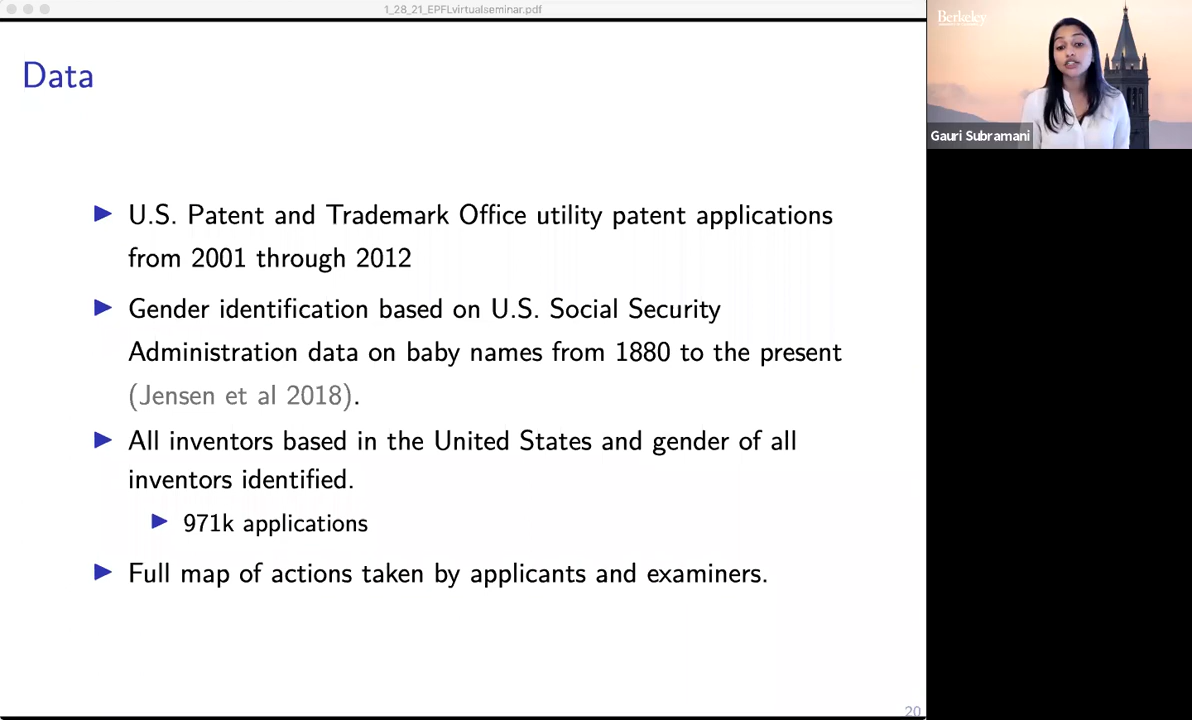 1_28_21_EPFLvirtualseminar.pdf
Data
▶ U.S. Patent and Trademark Office utility patent applications
from 2001 through 2012
▶ Gender identification based on U.S. Social Security
Administration data on baby names from 1880 to the present
(Jensen et al 2018).
▶ All inventors based in the United States and gender of all
inventors identified.
▶ 971k applications
▶ Full map of actions taken by applicants and examiners.
20
Berkeley
Gauri Subramani